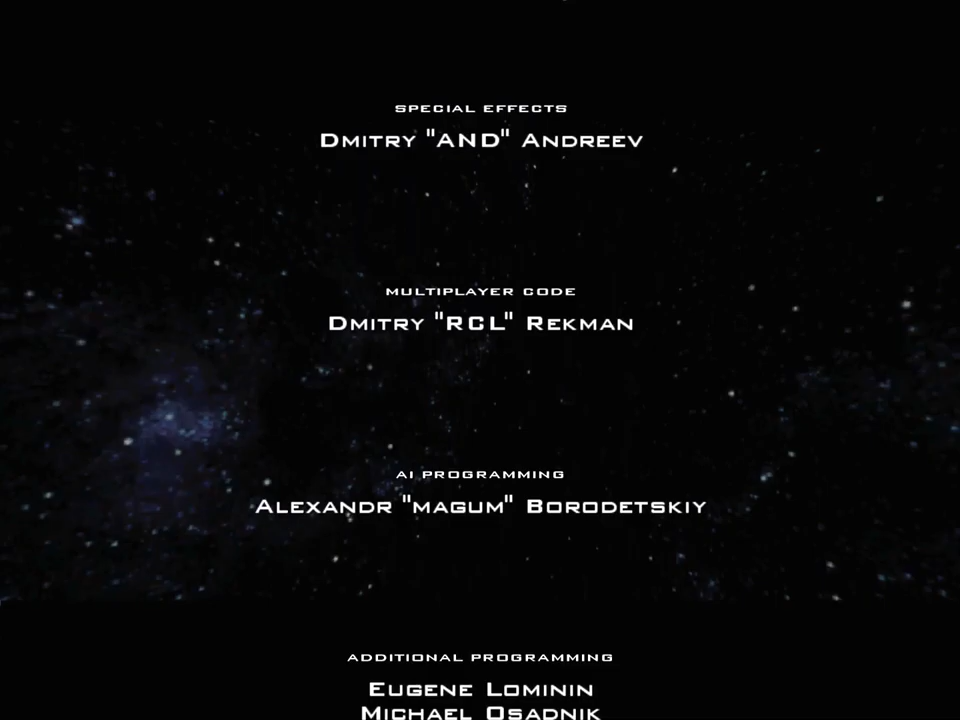 SPECIAL EFFECTS
DMITRY "AND" ANDREEV
MULTIPLAYER CODE
DMITRY "RCL" REKMAN
AI PROGRAMMING
ALEXANDR "MAGUM" BORODETSKIY
ADDITIONAL PROGRAMMING
EUGENE LOMININ
MICHAEL OSADNIK